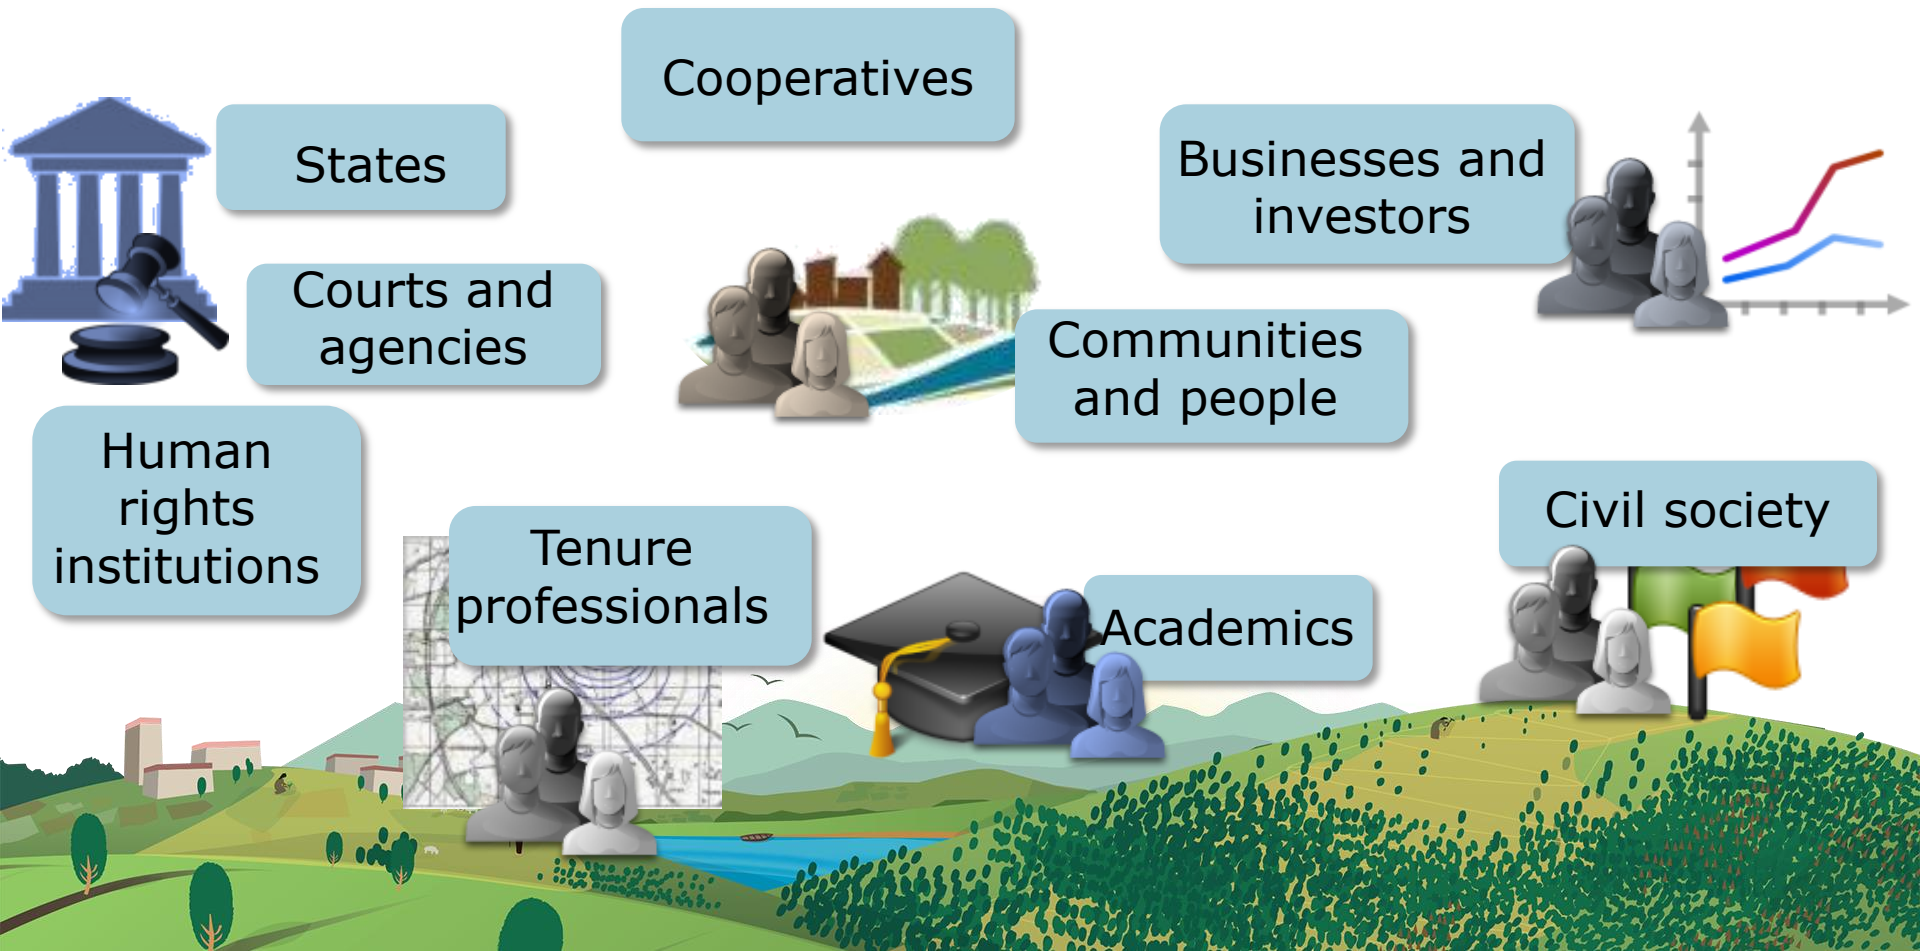 Cooperatives
States
Businesses and
investors
Courts and
agencies
Communities
and people
Human
rights
institutions
Civil society
Tenure
professionals
Academics